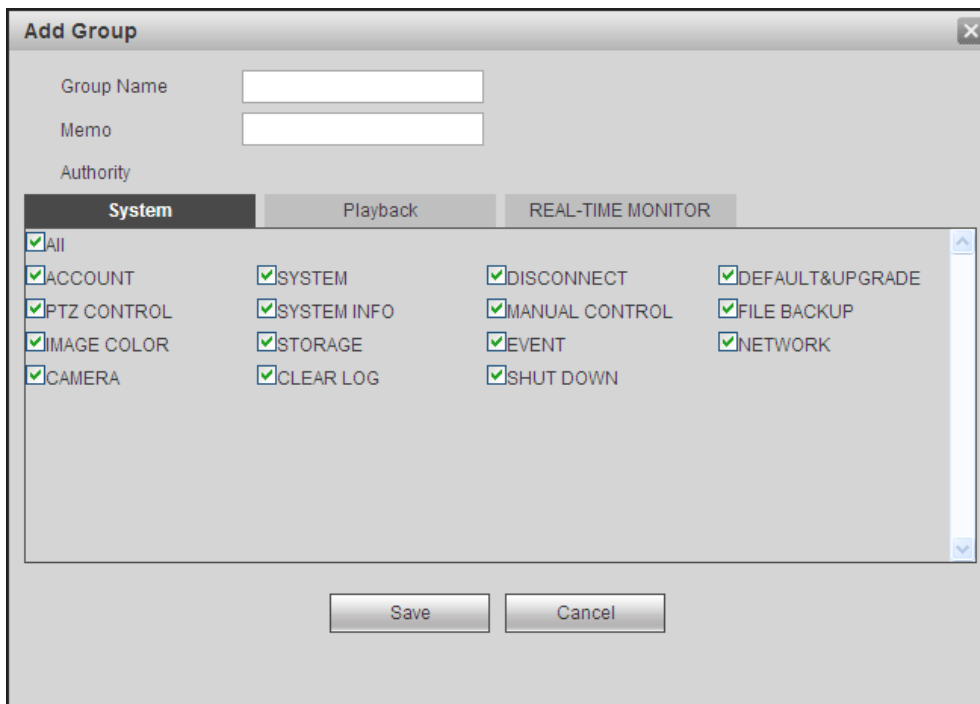 Add Group
Group Name
Memo
Authority
System Playback REAL-TIME MONITOR
All
ACCOUNT SYSTEM DISCONNECT DEFAULT&UPGRADE
PTZ CONTROL SYSTEM INFO MANUAL CONTROL FILE BACKUP
IMAGE COLOR STORAGE EVENT NETWORK
CAMERA CLEAR LOG SHUT DOWN
Save Cancel